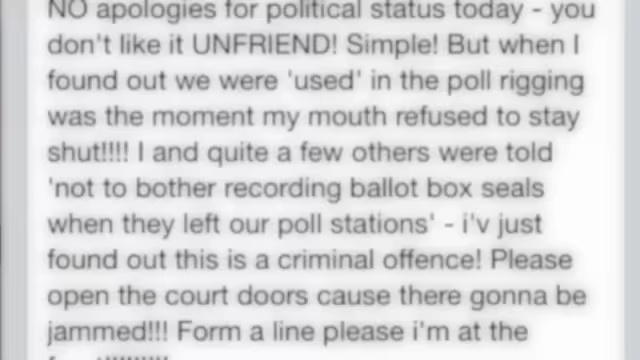 NO apologies for political status today - you
don't like it UNFRIEND! Simple! But when I
found out we were 'used' in the poll rigging
was the moment my mouth refused to stay
shut!!!! I and quite a few others were told
'not to bother recording ballot box seals
when they left our poll stations' - i'v just
found out this is a criminal offence! Please
open the court doors cause there gonna be
jammed!!! Form a line please i'm at the